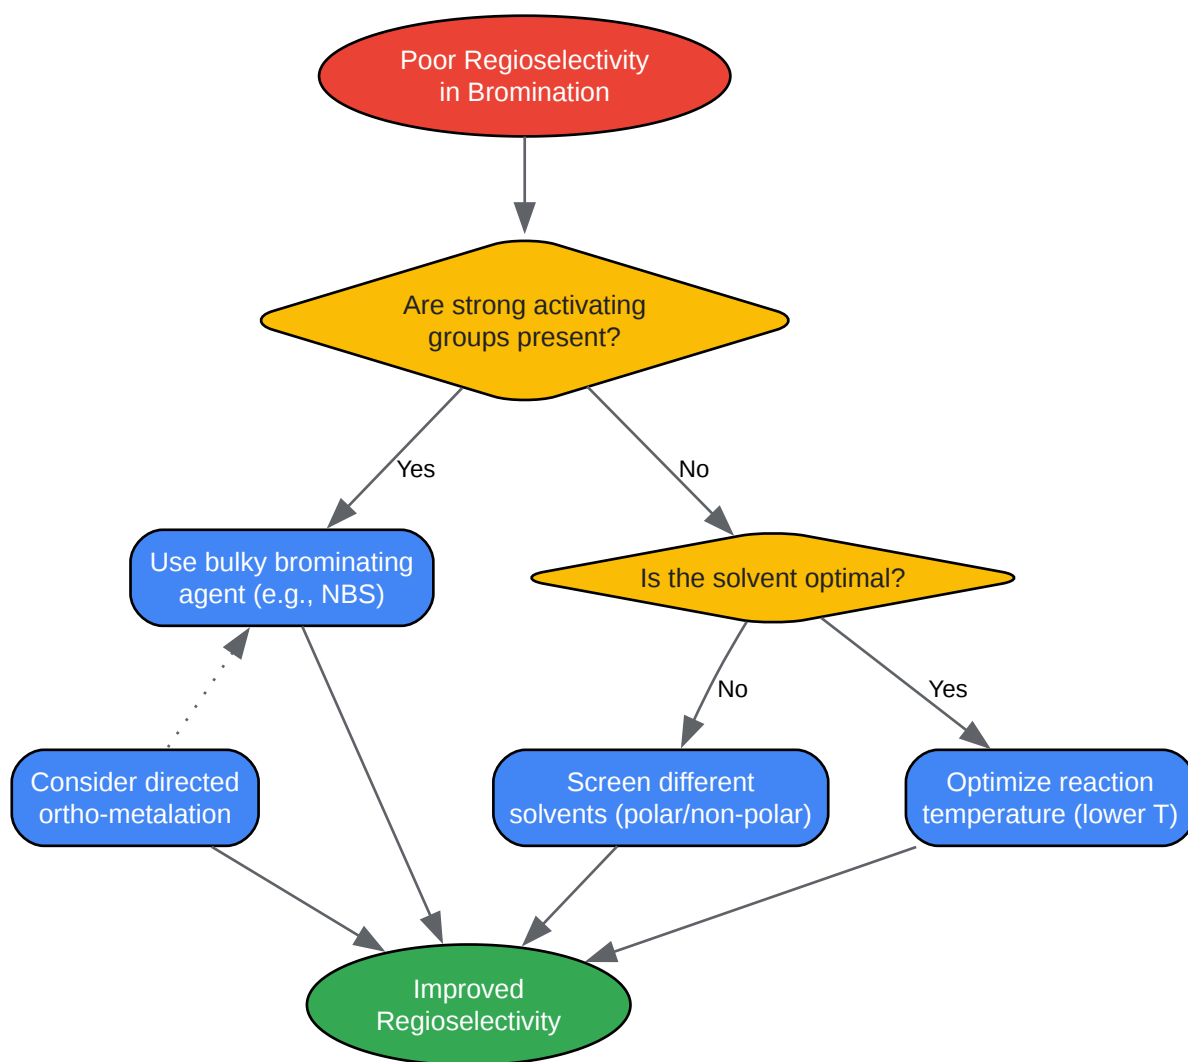 Poor Regioselectivity
in Bromination
Are strong activating
groups present?
Yes
No
Use bulky brominating
agent (e.g., NBS)
Is the solvent optimal?
No
Yes
Consider directed
ortho-metalation
Screen different
solvents (polar/non-polar)
Optimize reaction
temperature (lower T)
Improved
Regioselectivity